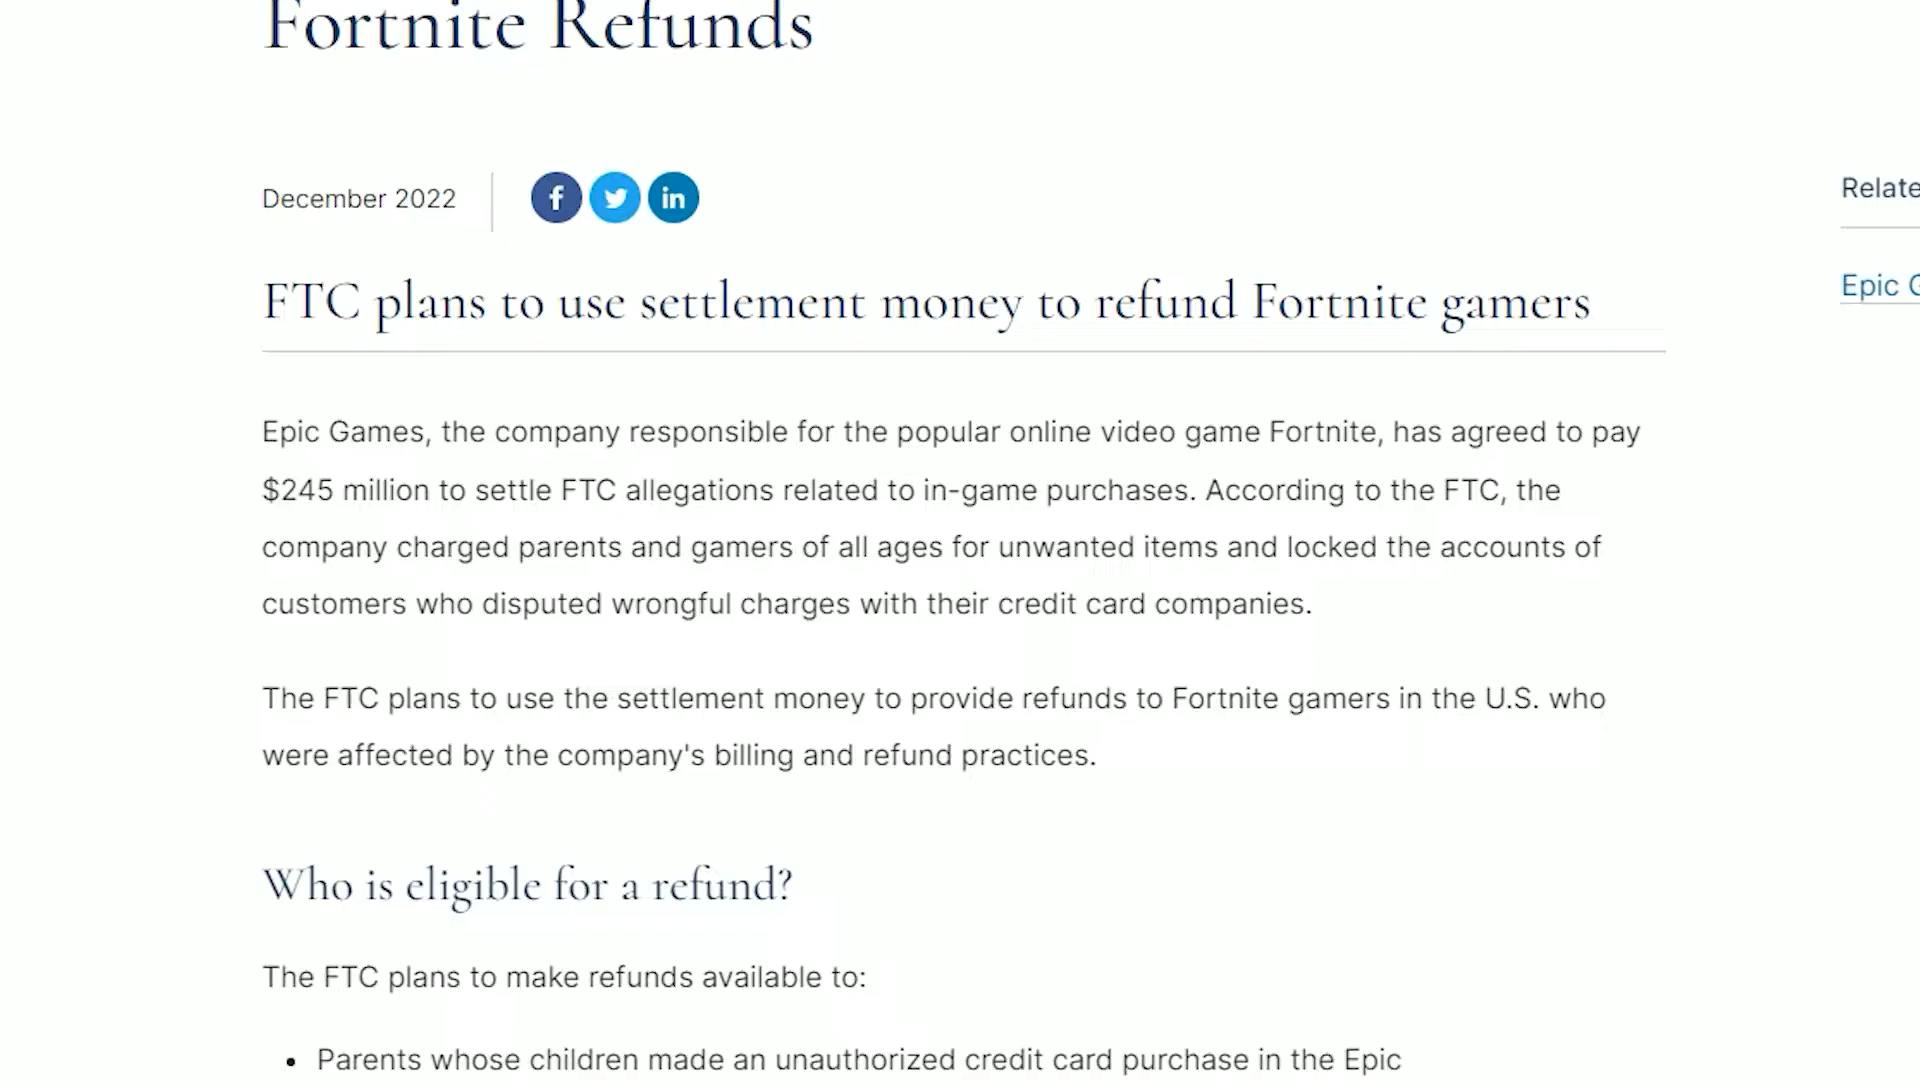 Fortnite Refunds
December 2022
f
in
Relate
FTC plans to use settlement money to refund Fortnite gamers
Epic G
Epic Games, the company responsible for the popular online video game Fortnite, has agreed to pay
$245 million to settle FTC allegations related to in-game purchases. According to the FTC, the
company charged parents and gamers of all ages for unwanted items and locked the accounts of
customers who disputed wrongful charges with their credit card companies.
The FTC plans to use the settlement money to provide refunds to Fortnite gamers in the U.S. who
were affected by the company's billing and refund practices.
Who is eligible for a refund?
The FTC plans to make refunds available to:
• Parents whose children made an unauthorized credit card purchase in the Epic